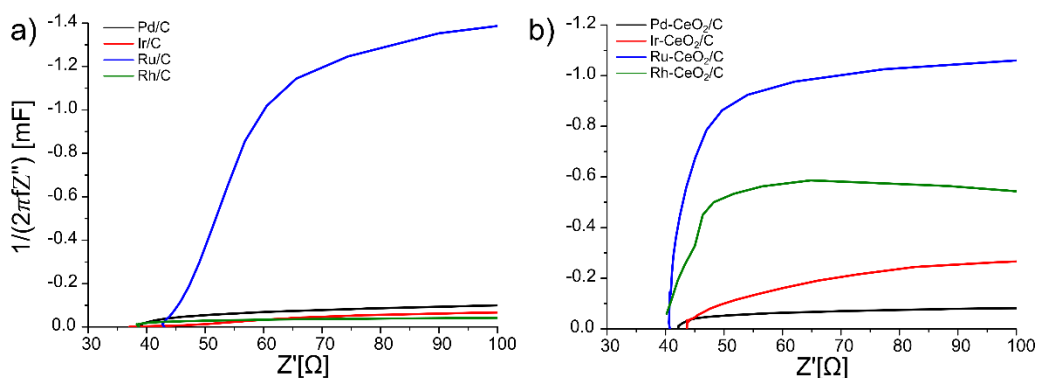 a)
Pd/C
Ir/C
Ru/C
Rh/C
1/(2πfZ") [mF]
-1.4
-1.2
-1.0
-0.8
-0.6
-0.4
-0.2
0.0
30 40 50 60 70 80 90 100
Z'[Ω]
b)
Pd-CeO₂/C
Ir-CeO₂/C
Ru-CeO₂/C
Rh-CeO₂/C
-1.2
-1.0
-0.8
-0.6
-0.4
-0.2
0.0
30 40 50 60 70 80 90 100
Z'[Ω]